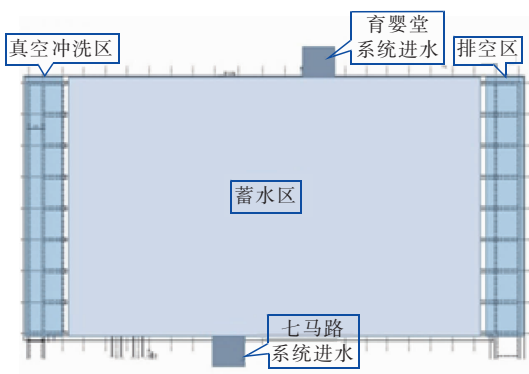 真空冲洗区
育婴堂
系统进水
排空区
蓄水区
七马路
系统进水